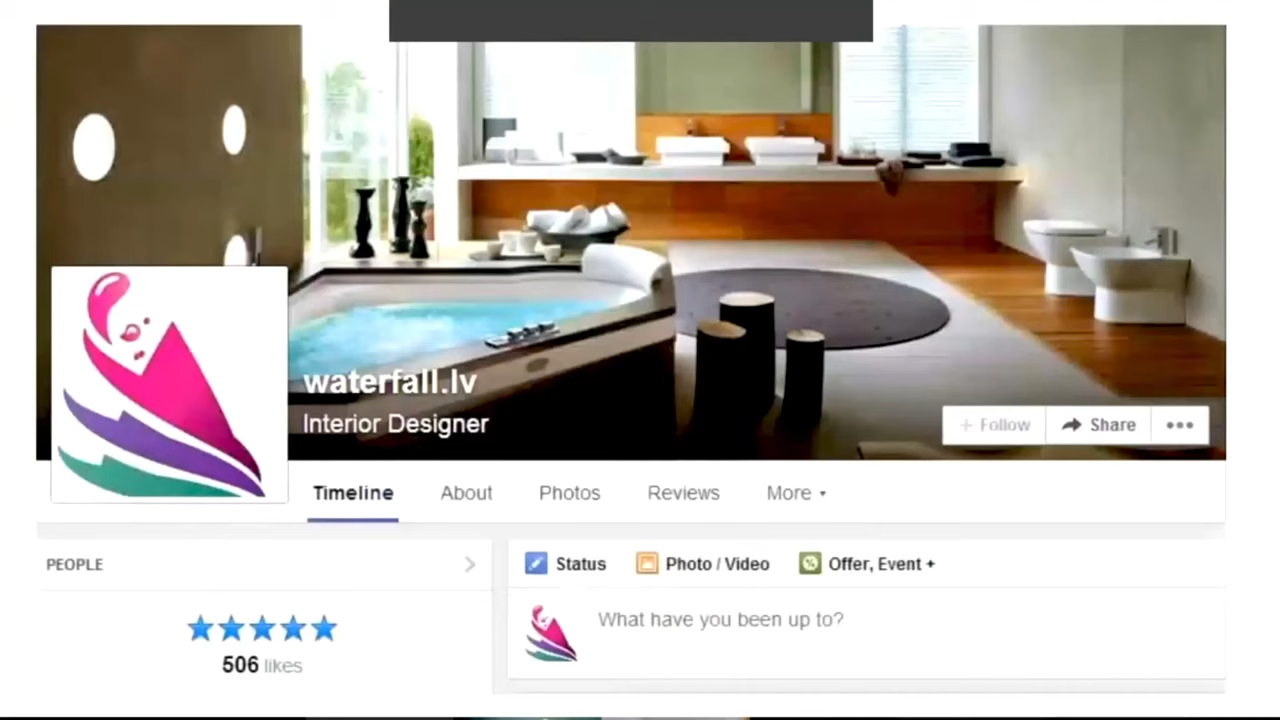 waterfall.lv
Interior Designer
+ Follow
Share
Timeline
About
Photos
Reviews
More
PEOPLE
Status
Photo / Video
Offer, Event +
What have you been up to?
506 likes